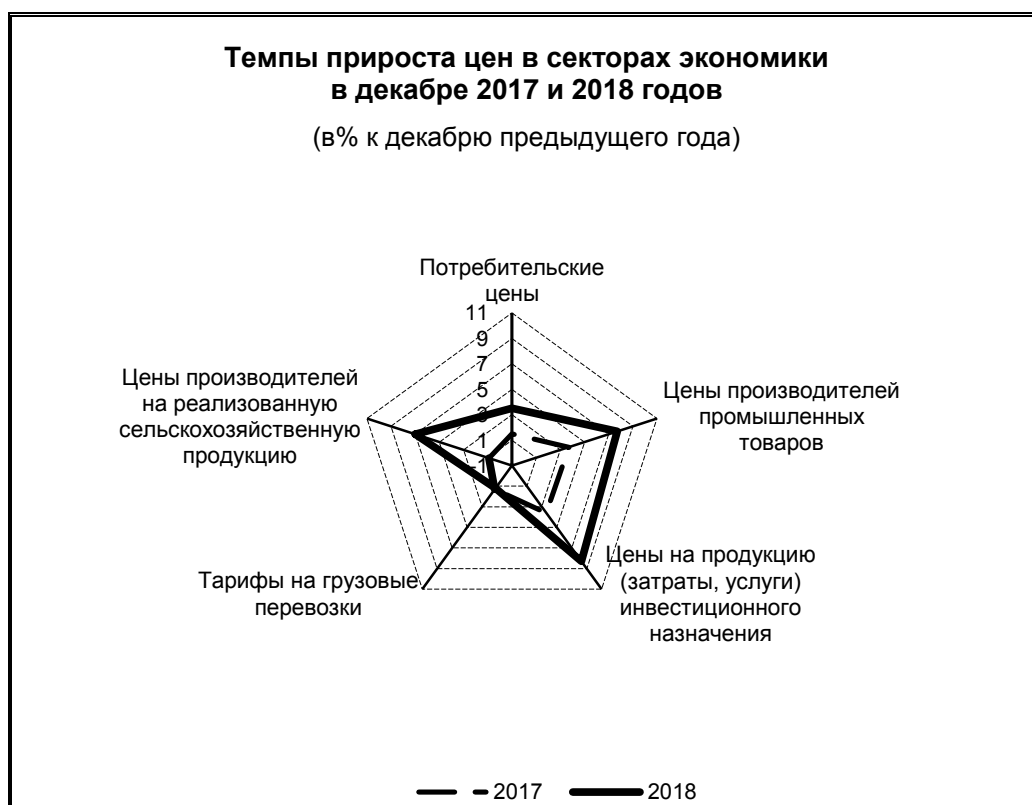 Темпы прироста цен в секторах экономики
в декабре 2017 и 2018 годов
(в% к декабрю предыдущего года)
Потребительские
цены
11
9
7
5
3
1
-1
Цены производителей
промышленных
товаров
Цены на продукцию
(затраты, услуги)
инвестиционного
назначения
Тарифы на грузовые
перевозки
Цены производителей
на реализованную
сельскохозяйственную
продукцию
2017
2018